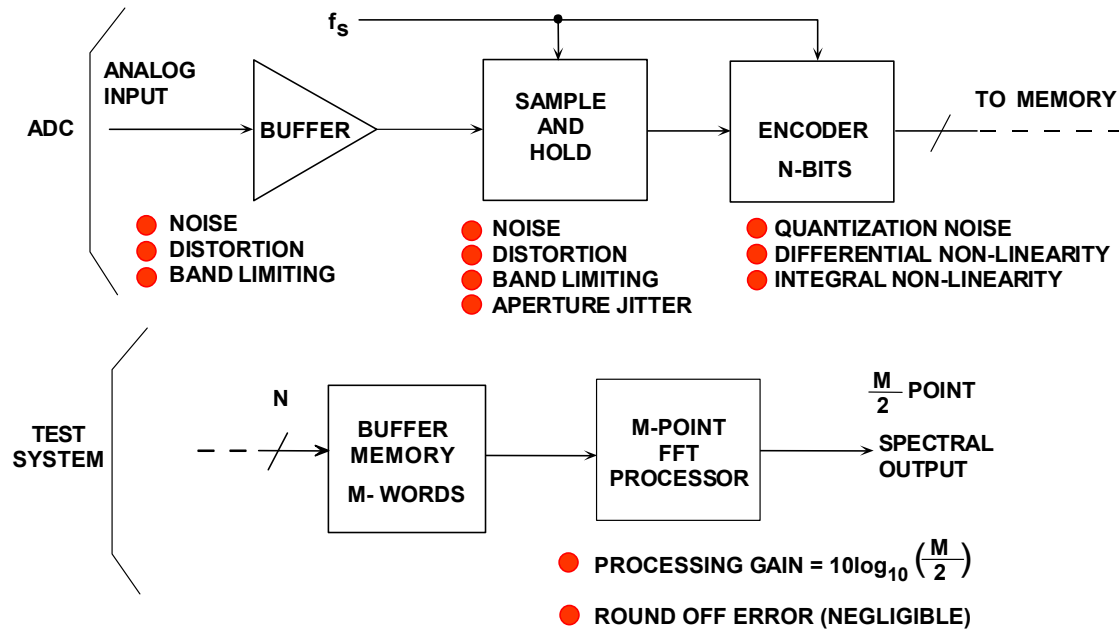 fs
ADC
ANALOG
INPUT
BUFFER
SAMPLE
AND
HOLD
ENCODER
N-BITS
TO MEMORY
NOISE
DISTORTION
BAND LIMITING
NOISE
DISTORTION
BAND LIMITING
APERTURE JITTER
QUANTIZATION NOISE
DIFFERENTIAL NON-LINEARITY
INTEGRAL NON-LINEARITY
TEST
SYSTEM
N
BUFFER
MEMORY
M- WORDS
M-POINT
FFT
PROCESSOR
M/2 POINT
SPECTRAL
OUTPUT
PROCESSING GAIN = 10log10 (M/2)
ROUND OFF ERROR (NEGLIGIBLE)